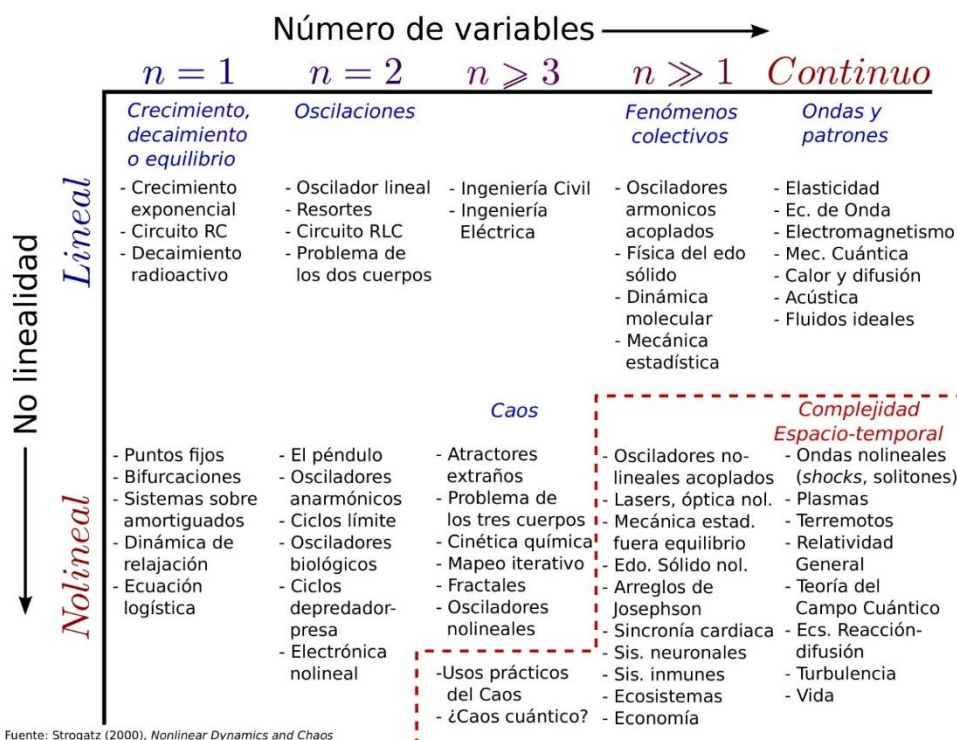 Número de variables
n = 1
n = 2
n ⩾ 3
n ≫ 1
Continuo
No linealidad
Lineal
Crecimiento,
decaimiento
o equilibrio
- Crecimiento
exponencial
- Circuito RC
- Decaimiento
radioactivo
Oscilaciones
- Oscilador lineal
- Resortes
- Circuito RLC
- Problema de
los dos cuerpos
- Ingeniería Civil
- Ingeniería
Eléctrica
Fenómenos
colectivos
- Osciladores
armonicos
acoplados
- Física del edo
sólido
- Dinámica
molecular
- Mecánica
estadística
Ondas y
patrones
- Elasticidad
- Ec. de Onda
- Electromagnetismo
- Mec. Cuántica
- Calor y difusión
- Acústica
- Fluidos ideales
Nolineal
- Puntos fijos
- Bifurcaciones
- Sistemas sobre
amortiguados
- Dinámica de
relajación
- Ecuación
logística
- El péndulo
- Osciladores
anarmónicos
- Ciclos límite
- Osciladores
biológicos
- Ciclos
depredador-
presa
- Electrónica
nolineal
Caos
- Atractores
extraños
- Problema de
los tres cuerpos
- Cinética química
- Mapeo iterativo
- Fractales
- Osciladores
nolineales
-Usos prácticos
del Caos
- ¿Caos cuántico?
- Osciladores no-
lineales acoplados
- Lasers, óptica nol.
- Mecánica estad.
fuera equilibrio
- Edo. Sólido nol.
- Arreglos de
Josephson
- Sincronía cardiaca
- Sis. neuronales
- Sis. inmunes
- Ecosistemas
- Economía
Complejidad
Espacio-temporal
- Ondas nolineales
(shocks, solitones)
- Plasmas
- Terremotos
- Relatividad
General
- Teoría del
Campo Cuántico
- Ecs. Reacción-
difusión
- Turbulencia
- Vida
Fuente: Strogatz (2000), Nonlinear Dynamics and Chaos